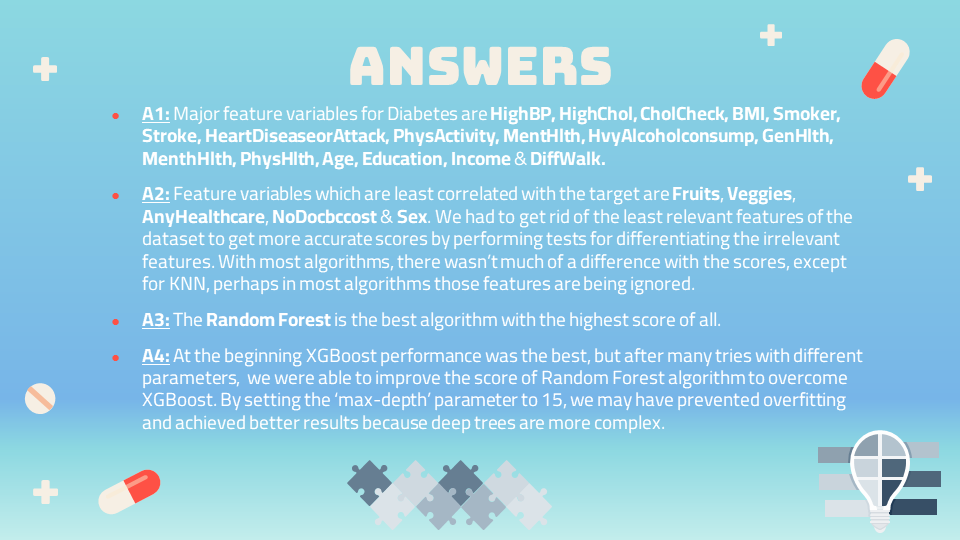 ANSWERS
A1: Major feature variables for Diabetes are HighBP, HighChol, CholCheck, BMI, Smoker,
Stroke, HeartDiseaseorAttack, PhysActivity, MentHlth, HvyAlcoholconsump, GenHlth,
MenthHlth, PhysHlth, Age, Education, Income & DiffWalk.
A2: Feature variables which are least correlated with the target are Fruits, Veggies,
AnyHealthcare, NoDocbccost & Sex. We had to get rid of the least relevant features of the
dataset to get more accurate scores by performing tests for differentiating the irrelevant
features. With most algorithms, there wasn't much of a difference with the scores, except
for KNN, perhaps in most algorithms those features are being ignored.
A3: The Random Forest is the best algorithm with the highest score of all.
A4: At the beginning XGBoost performance was the best, but after many tries with different
parameters, we were able to improve the score of Random Forest algorithm to overcome
XGBoost. By setting the 'max-depth' parameter to 15, we may have prevented overfitting
and achieved better results because deep trees are more complex.